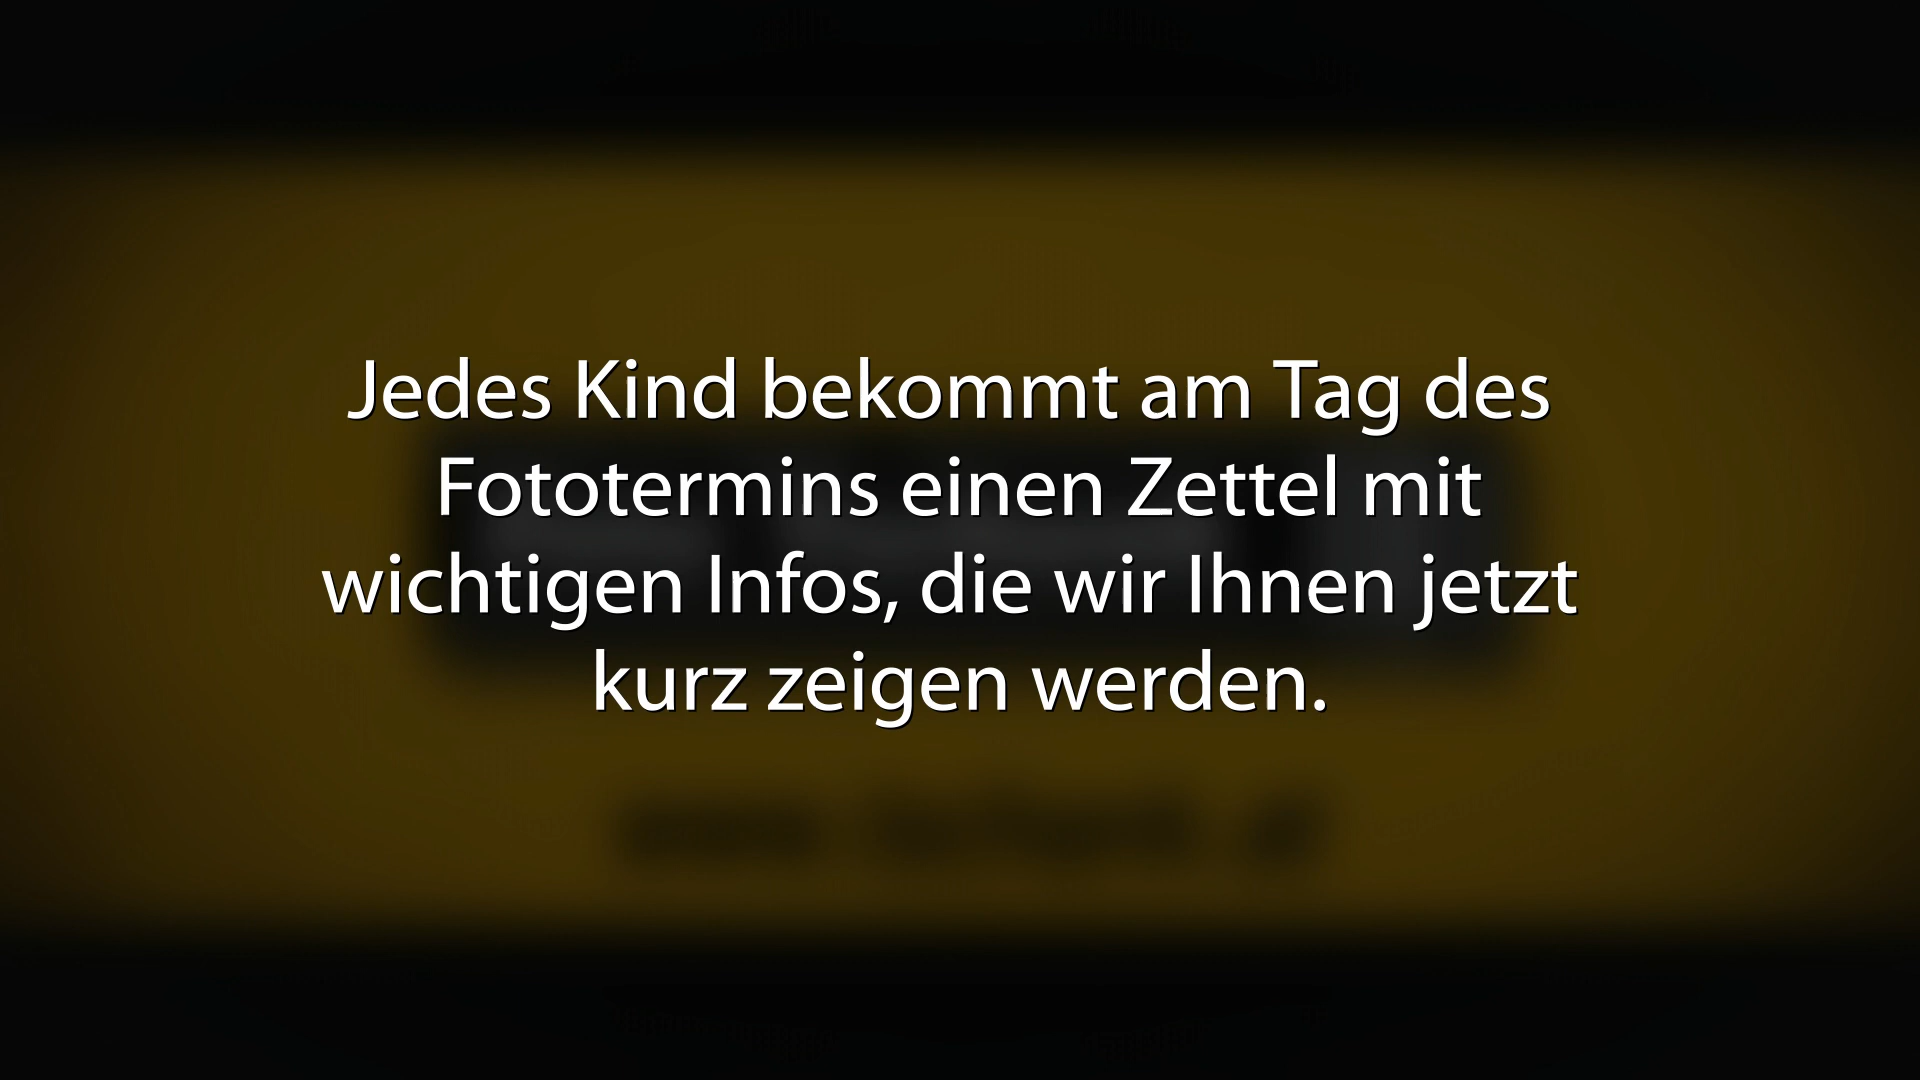 Jedes Kind bekommt am Tag des
Fototermins einen Zettel mit
wichtigen Infos, die wir Ihnen jetzt
kurz zeigen werden.